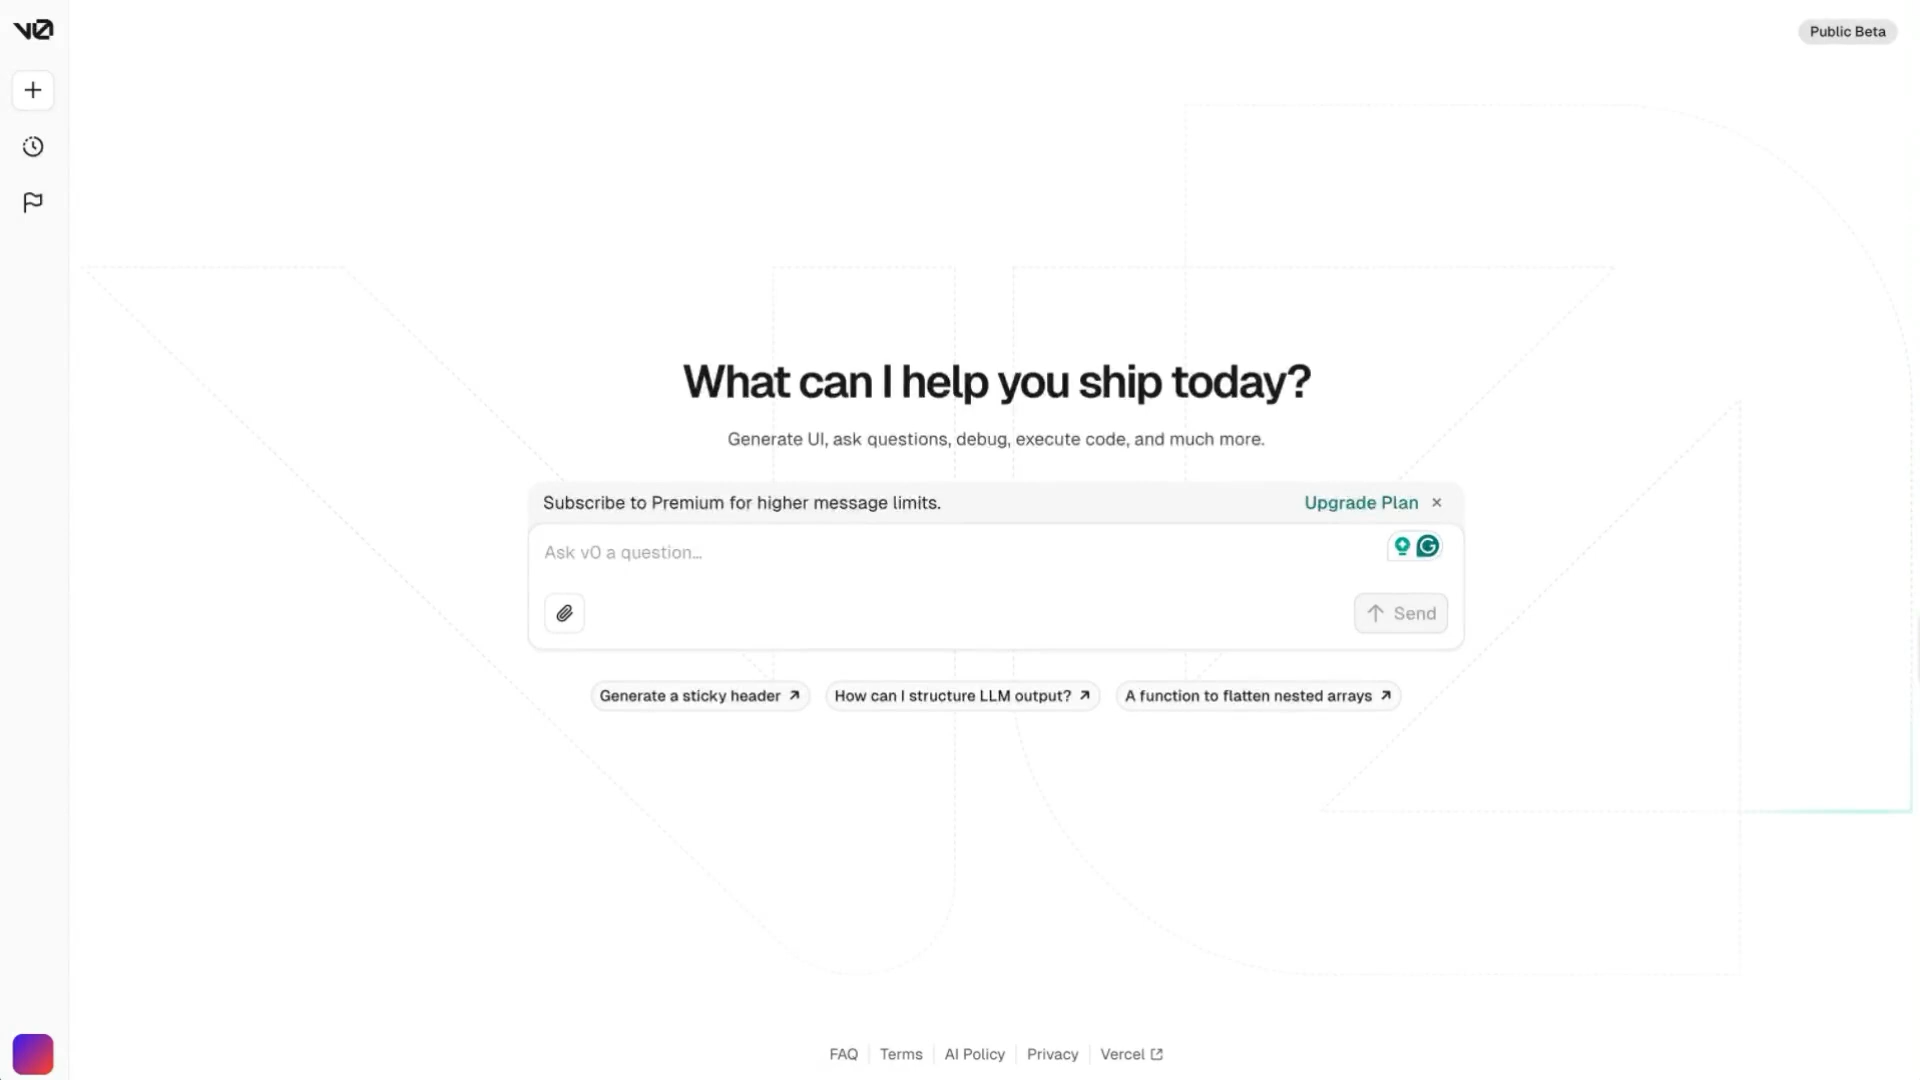 v0
Public Beta
What can I help you ship today?
Generate UI, ask questions, debug, execute code, and much more.
Subscribe to Premium for higher message limits.
Upgrade Plan
Ask v0 a question...
Send
Generate a sticky header
How can I structure LLM output?
A function to flatten nested arrays
FAQ
Terms
AI Policy
Privacy
Vercel